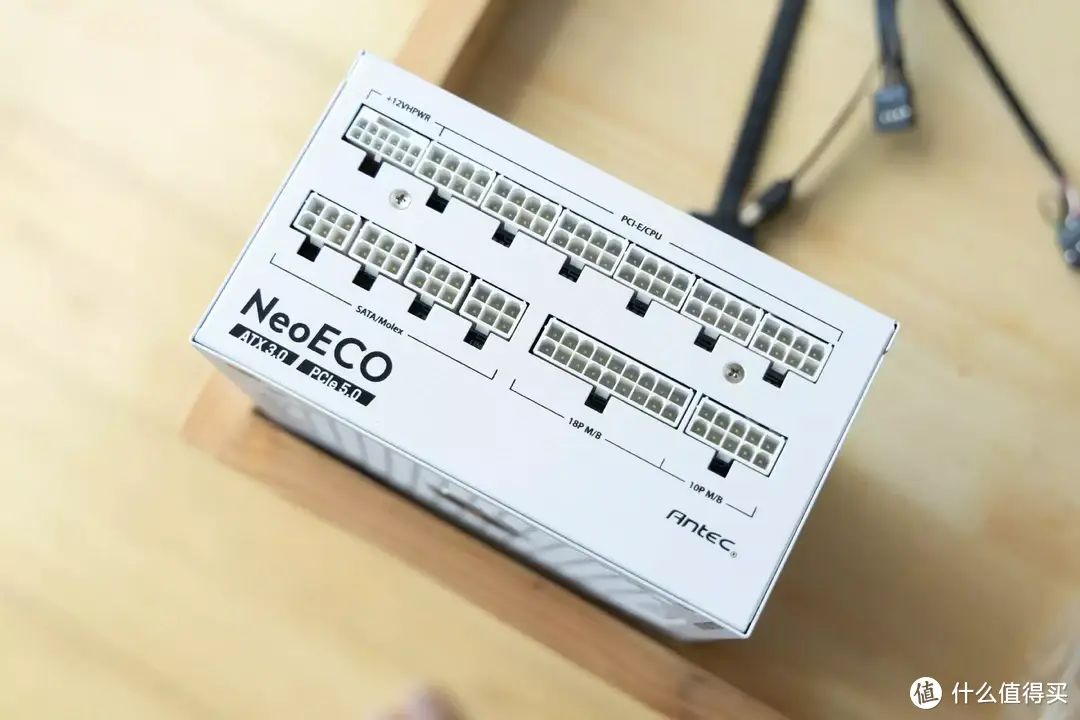 +12VHPWR
PCI-E/CPU
SATA/Molex
NeoECO
ATX 3.0
PCIe 5.0
18P M/B
10P M/B
Antec
值 什么值得买